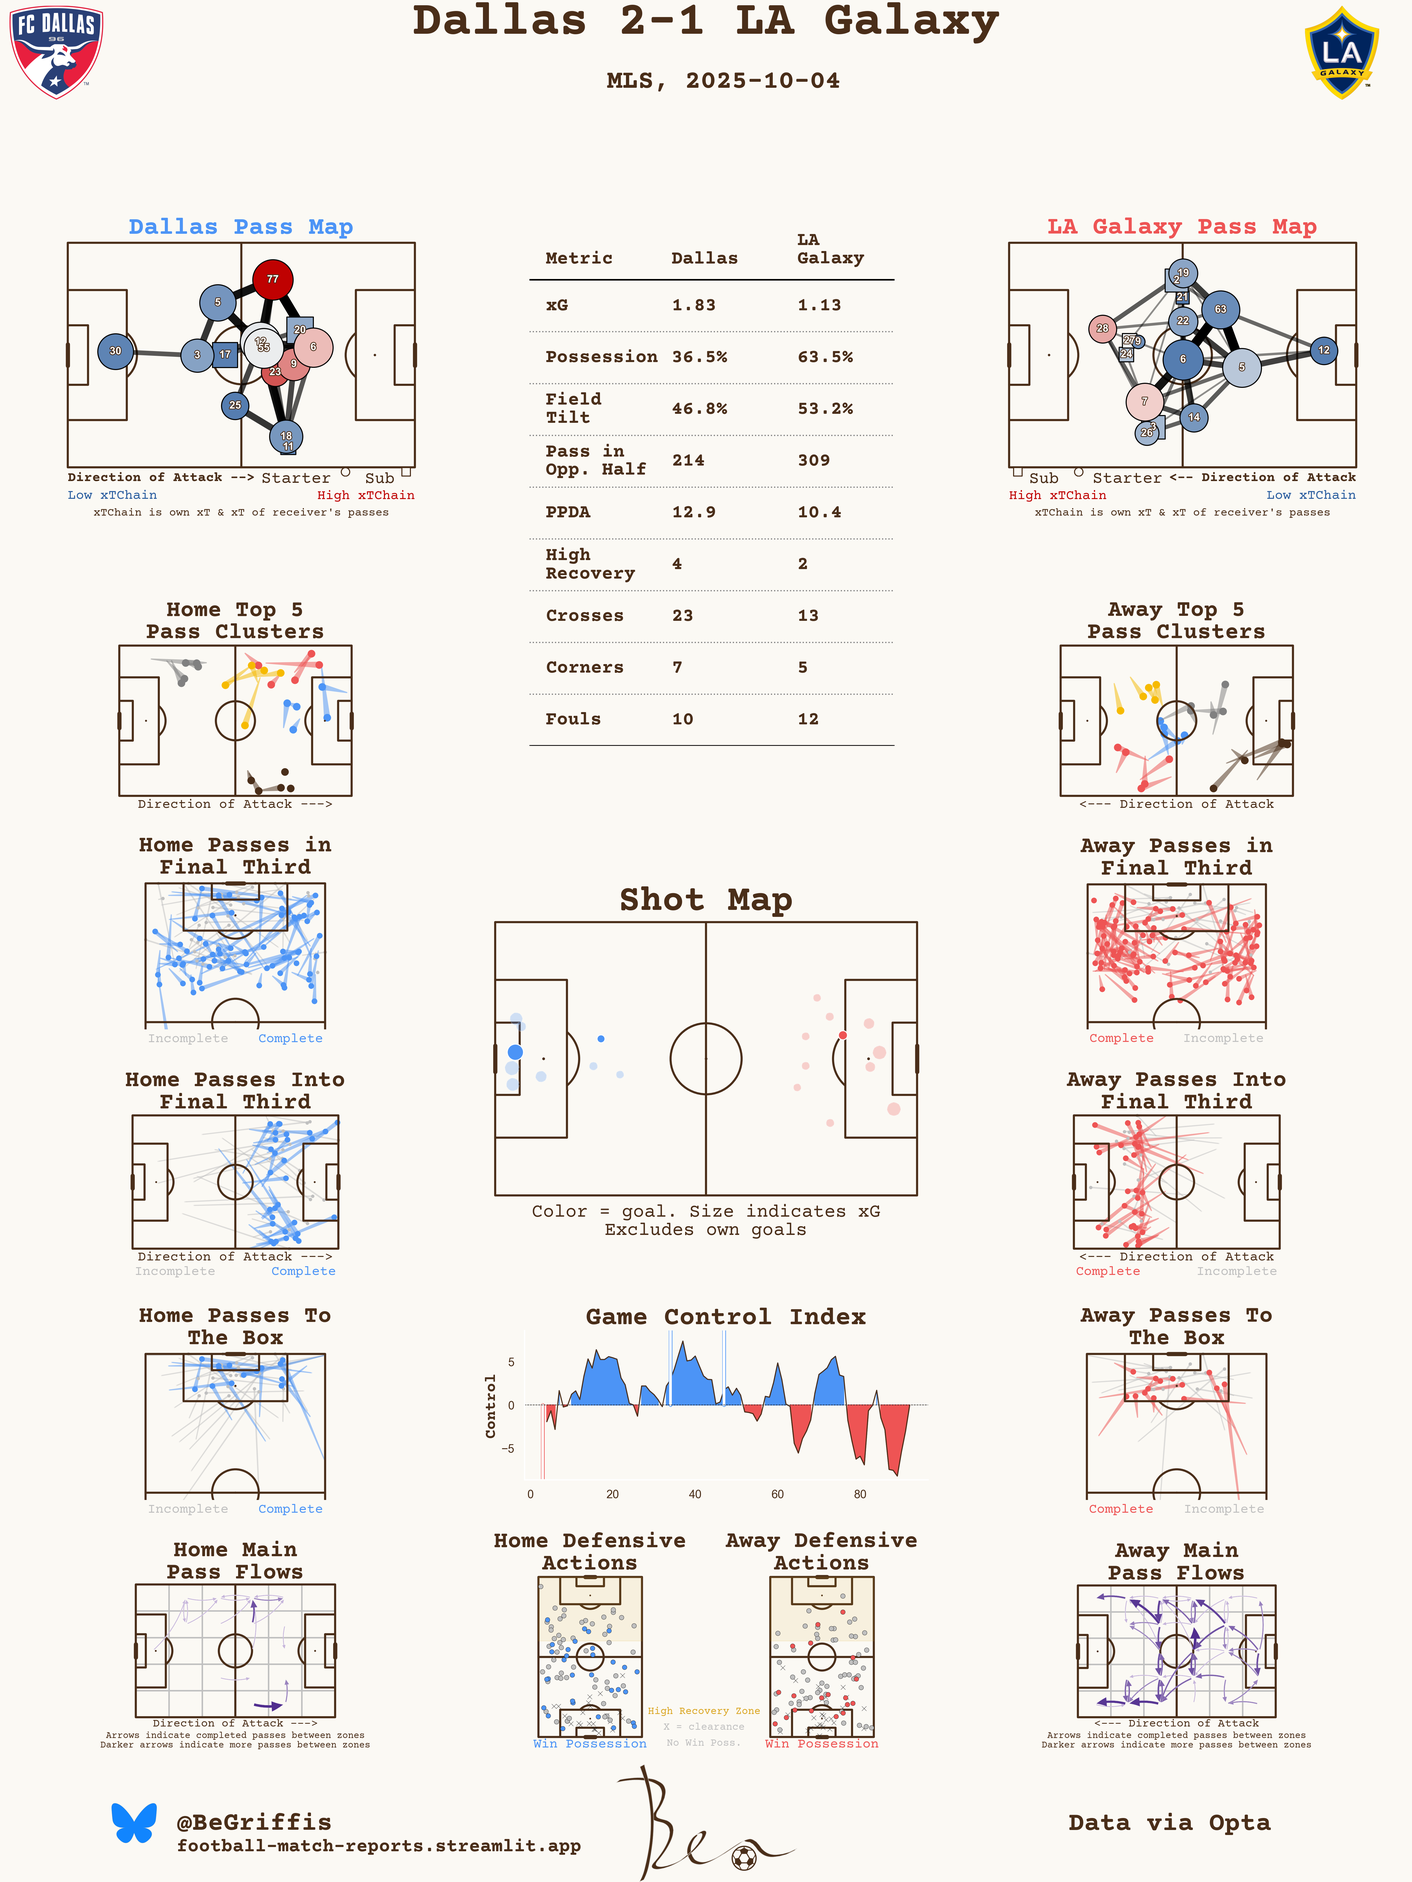 Dallas 2-1 LA Galaxy
MLS, 2025-10-04
FC DALLAS
96
LA
GALAXY
Dallas Pass Map
77
5
12
20
55
6
30
3
17
9
23
25
18
11
Direction of Attack --> Starter Sub
Low xTChain High xTChain
xTChain is own xT & xT of receiver's passes
Metric Dallas LA Galaxy
xG 1.83 1.13
Possession 36.5% 63.5%
Field Tilt 46.8% 53.2%
Pass in Opp. Half 214 309
PPDA 12.9 10.4
High Recovery 4 2
Crosses 23 13
Corners 7 5
Fouls 10 12
LA Galaxy Pass Map
19
2
21
63
22
28
27
9
24
6
12
5
7
14
3
26
Sub Starter <-- Direction of Attack
High xTChain Low xTChain
xTChain is own xT & xT of receiver's passes
Home Top 5
Pass Clusters
Direction of Attack --->
Away Top 5
Pass Clusters
<--- Direction of Attack
Home Passes in
Final Third
Incomplete Complete
Away Passes in
Final Third
Complete Incomplete
Shot Map
Color = goal. Size indicates xG
Excludes own goals
Home Passes Into
Final Third
Direction of Attack --->
Incomplete Complete
Away Passes Into
Final Third
<--- Direction of Attack
Complete Incomplete
Home Passes To
The Box
Incomplete Complete
Game Control Index
Control
5
0
−5
0 20 40 60 80
Away Passes To
The Box
Complete Incomplete
Home Main
Pass Flows
Direction of Attack --->
Arrows indicate completed passes between zones
Darker arrows indicate more passes between zones
Home Defensive
Actions
Win Possession
High Recovery Zone
X = clearance
No Win Poss.
Away Defensive
Actions
Win Possession
Away Main
Pass Flows
<--- Direction of Attack
Arrows indicate completed passes between zones
Darker arrows indicate more passes between zones
@BeGriffis
football-match-reports.streamlit.app
Ben
Data via Opta